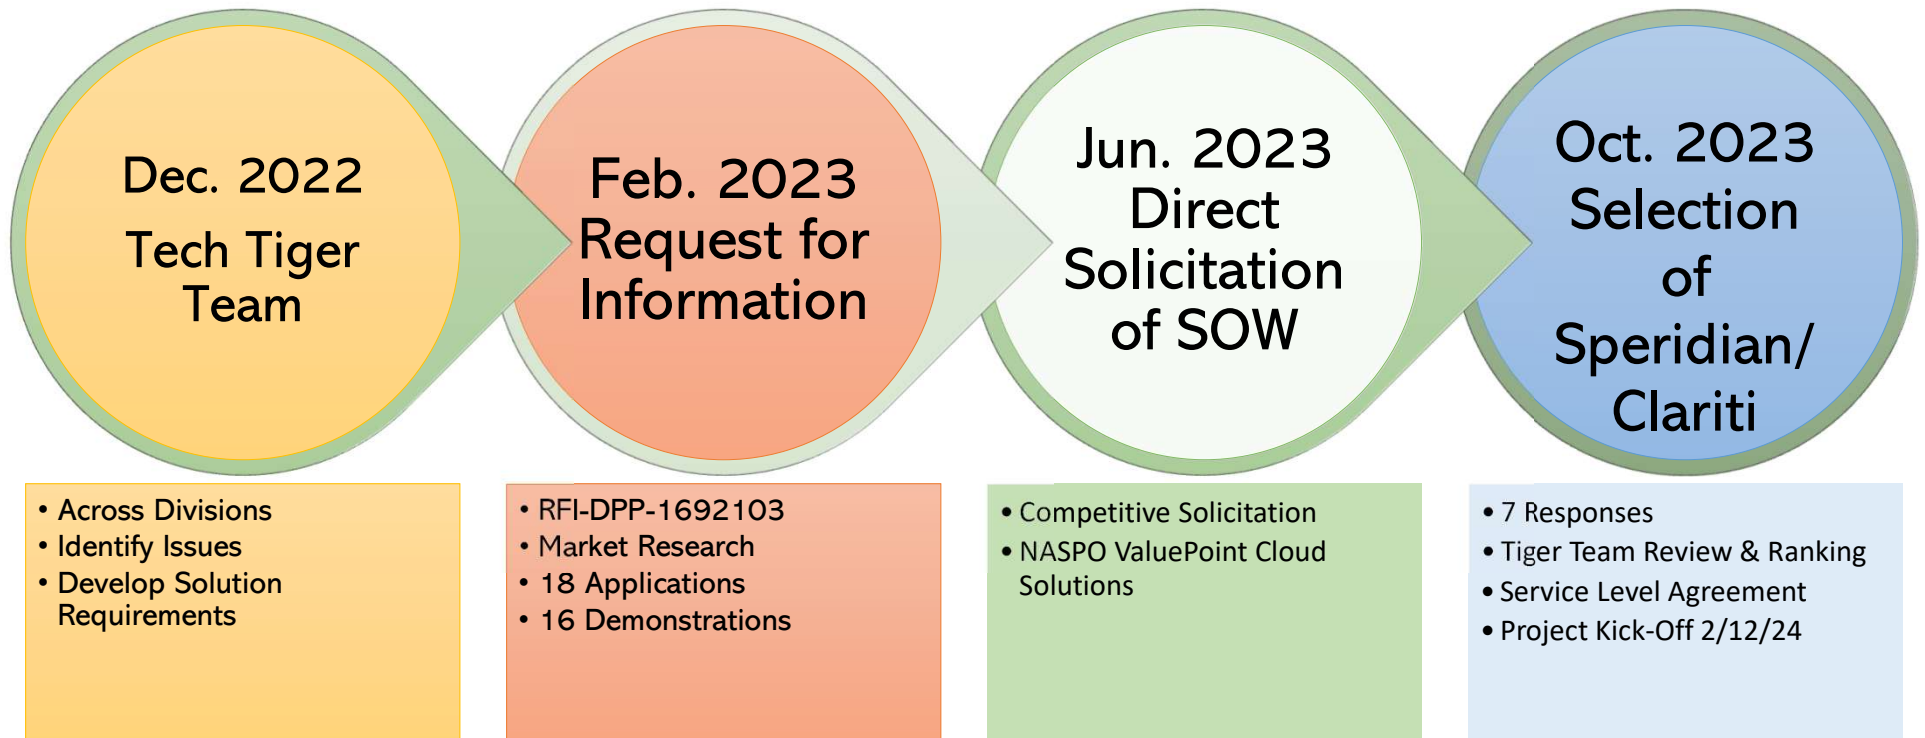 Dec. 2022
Tech Tiger
Team
Feb. 2023
Request for
Information
Jun. 2023
Direct
Solicitation
of SOW
Oct. 2023
Selection
of
Speridian/
Clariti
• Across Divisions
• Identify Issues
• Develop Solution
Requirements
• RFI-DPP-1692103
• Market Research
• 18 Applications
• 16 Demonstrations
• Competitive Solicitation
• NASPO ValuePoint Cloud
Solutions
• 7 Responses
• Tiger Team Review & Ranking
• Service Level Agreement
• Project Kick-Off 2/12/24